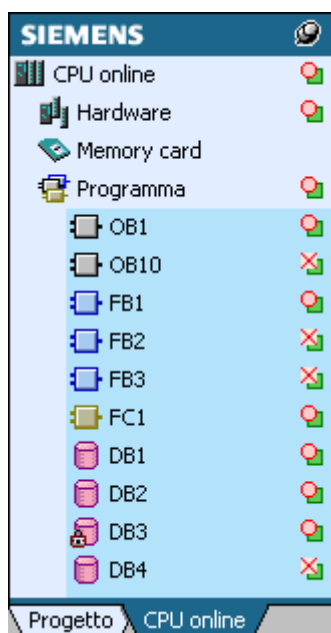 SIEMENS
CPU online
Hardware
Memory card
Programma
OB1
OB10
FB1
FB2
FB3
FC1
DB1
DB2
DB3
DB4
Progetto CPU online